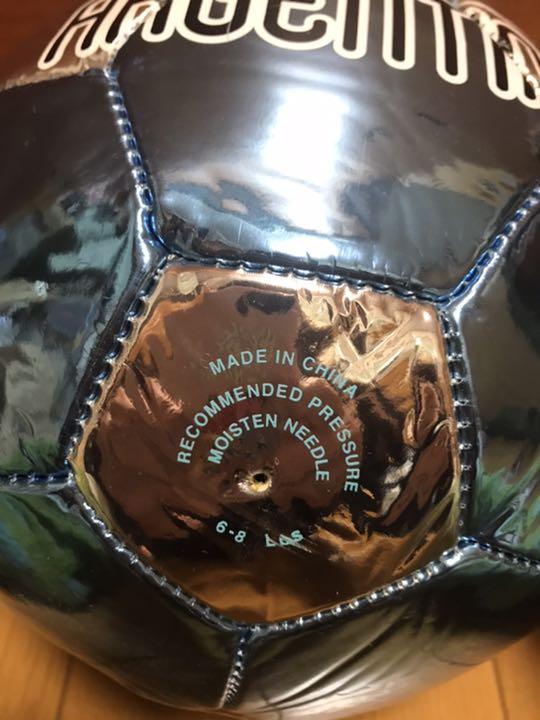 MADE IN CHINA
RECOMMENDED PRESSURE
MOISTEN NEEDLE
6-8 LBS